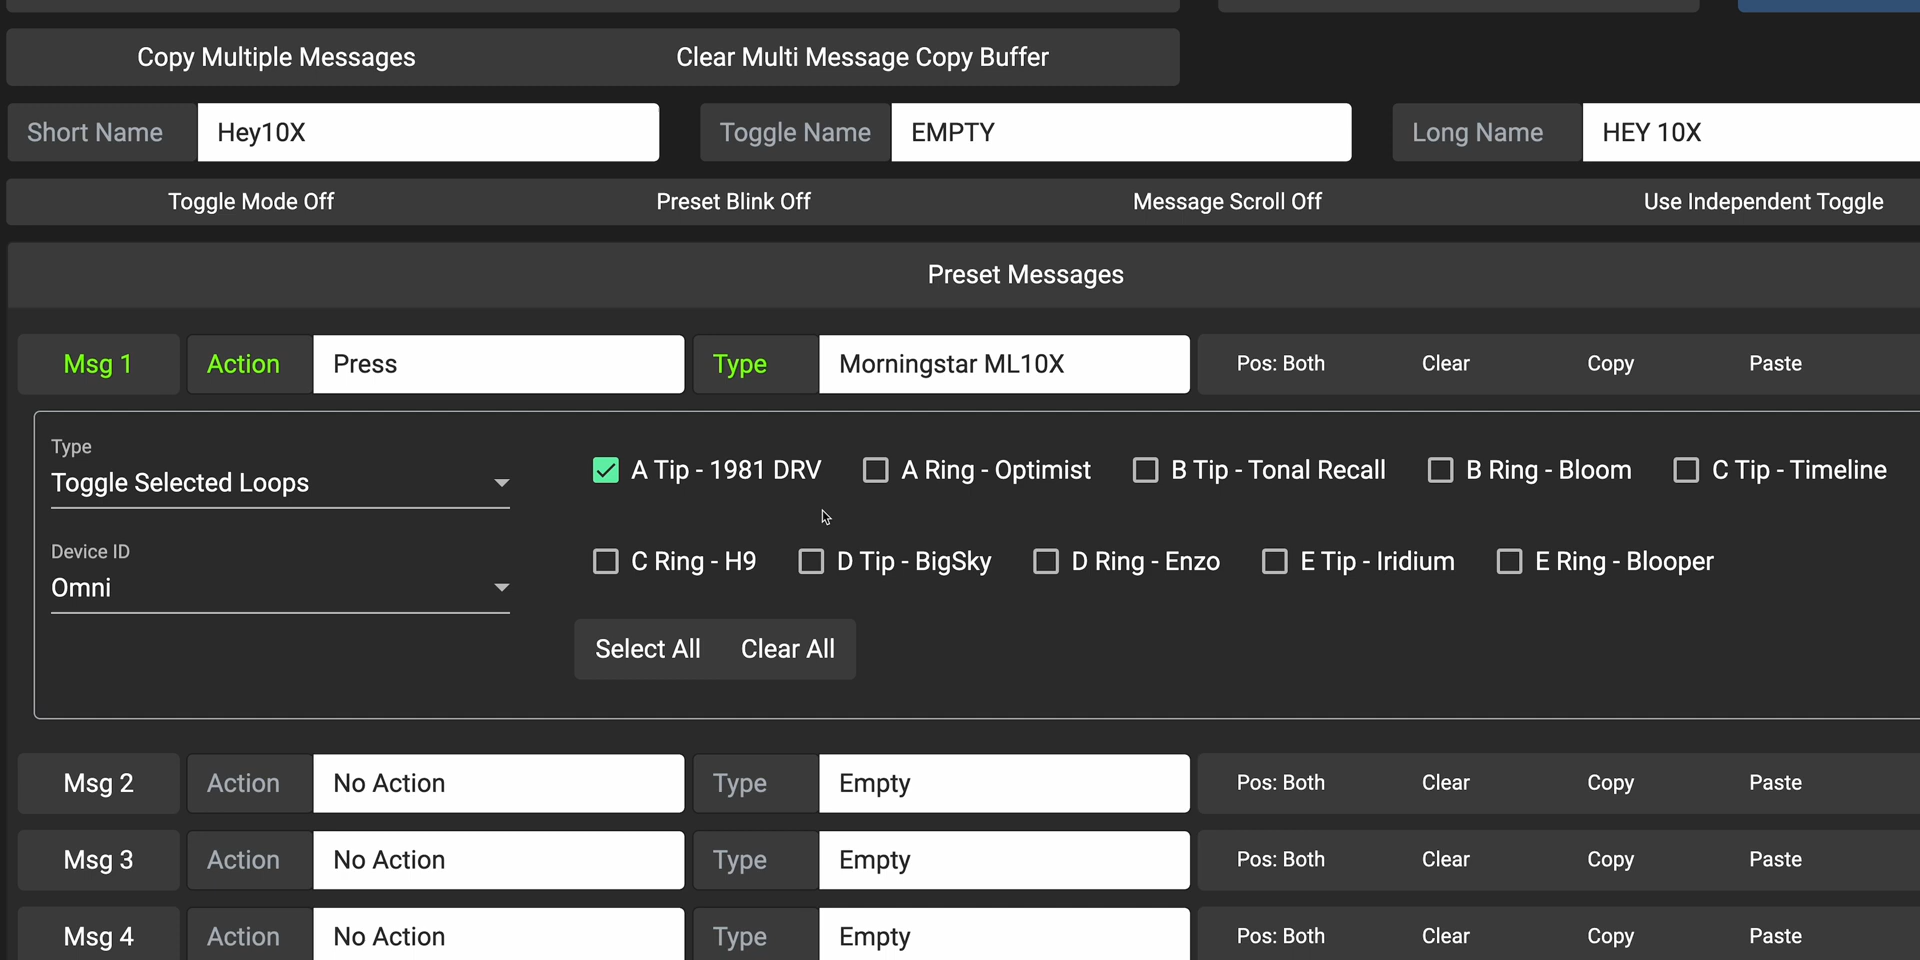 Copy Multiple Messages Clear Multi Message Copy Buffer
Short Name Hey10X Toggle Name EMPTY Long Name HEY 10X
Toggle Mode Off Preset Blink Off Message Scroll Off Use Independent Toggle
Preset Messages
Msg 1 Action Press Type Morningstar ML10X Pos: Both Clear Copy Paste
Type
Toggle Selected Loops
A Tip - 1981 DRV A Ring - Optimist B Tip - Tonal Recall B Ring - Bloom C Tip - Timeline
Device ID
Omni
C Ring - H9 D Tip - BigSky D Ring - Enzo E Tip - Iridium E Ring - Blooper
Select All Clear All
Msg 2 Action No Action Type Empty Pos: Both Clear Copy Paste
Msg 3 Action No Action Type Empty Pos: Both Clear Copy Paste
Msg 4 Action No Action Type Empty Pos: Both Clear Copy Paste